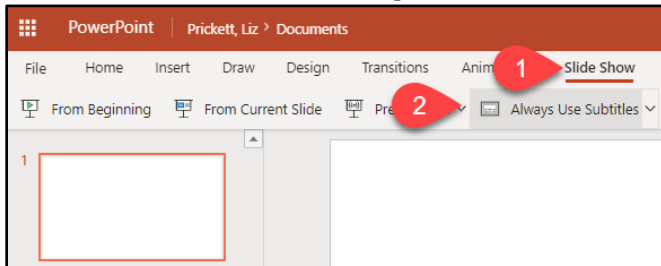 PowerPoint Prickett, Liz > Documents
File Home Insert Draw Design Transitions Anim 1 Slide Show
From Beginning From Current Slide Pre 2 Always Use Subtitles
1